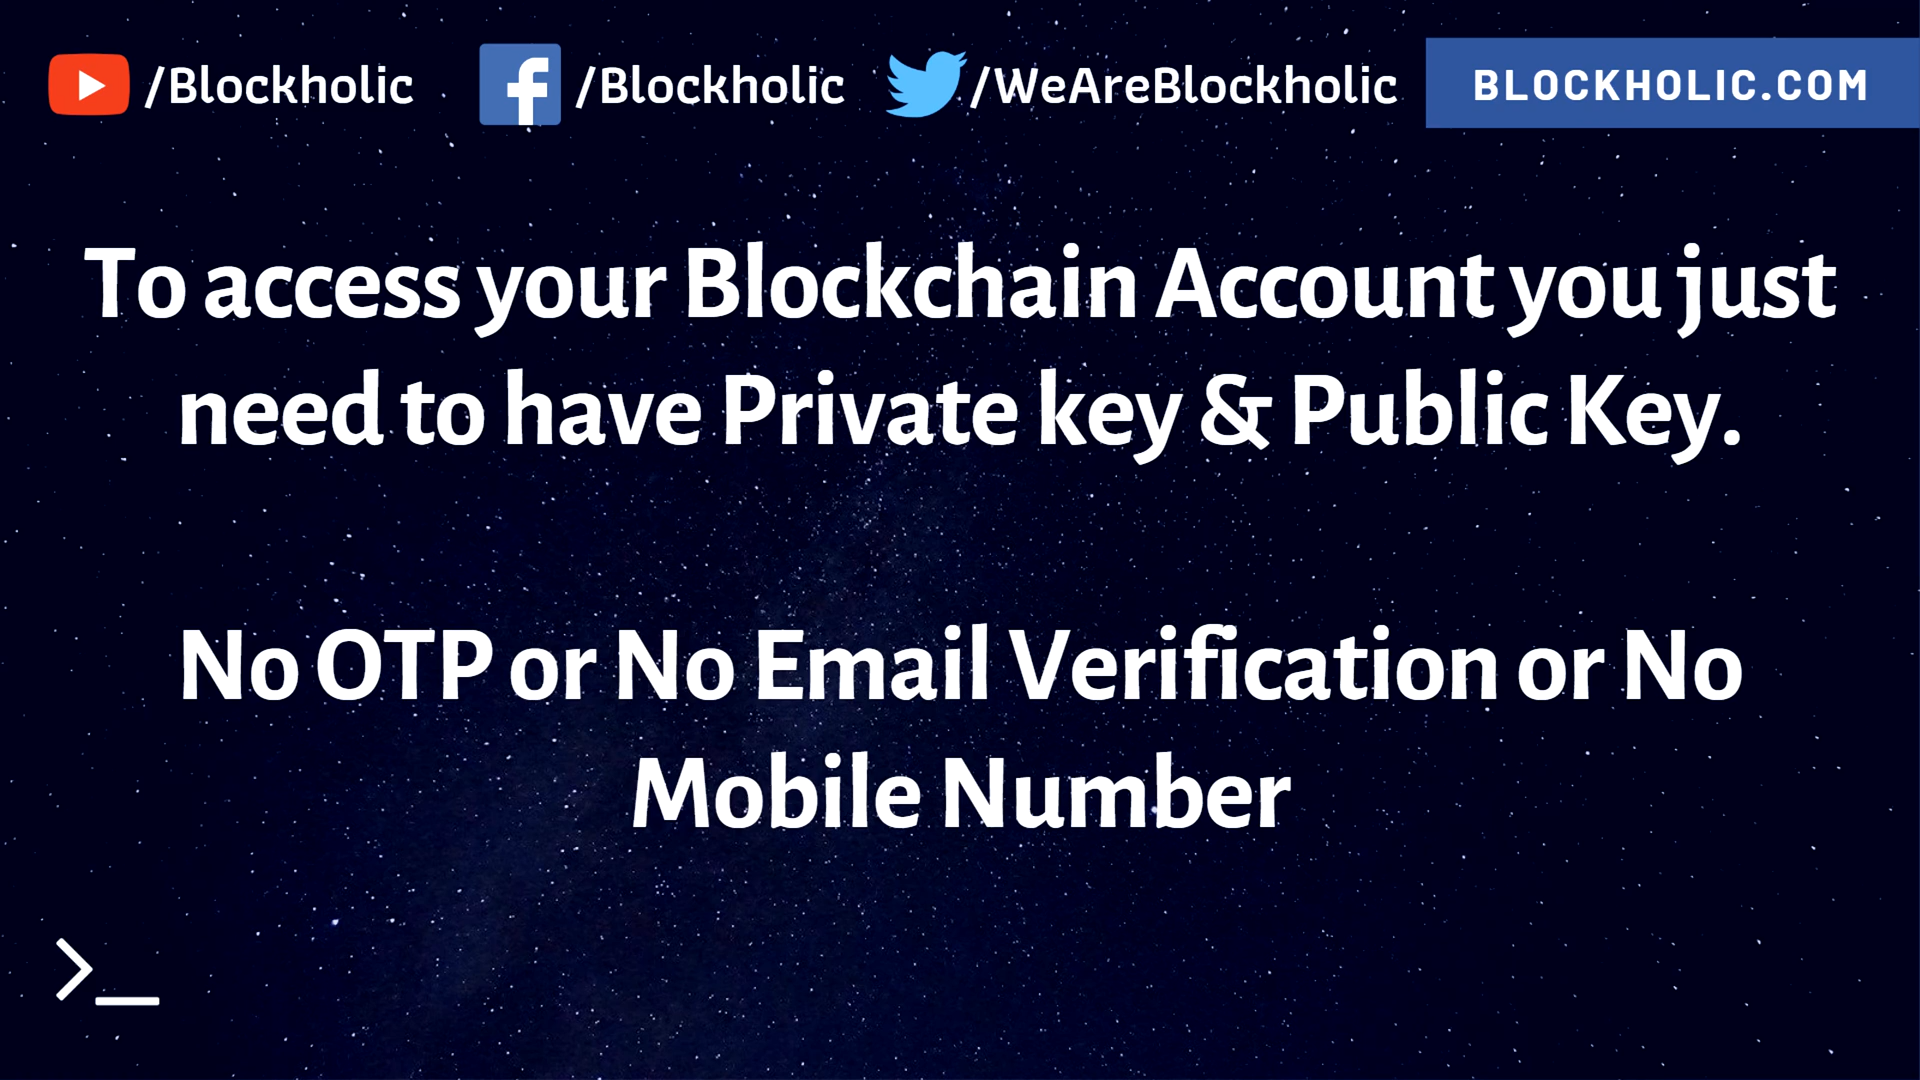 /Blockholic /Blockholic /WeAreBlockholic BLOCKHOLIC.COM
To access your Blockchain Account you just
need to have Private key & Public Key.
No OTP or No Email Verification or No
Mobile Number
>_